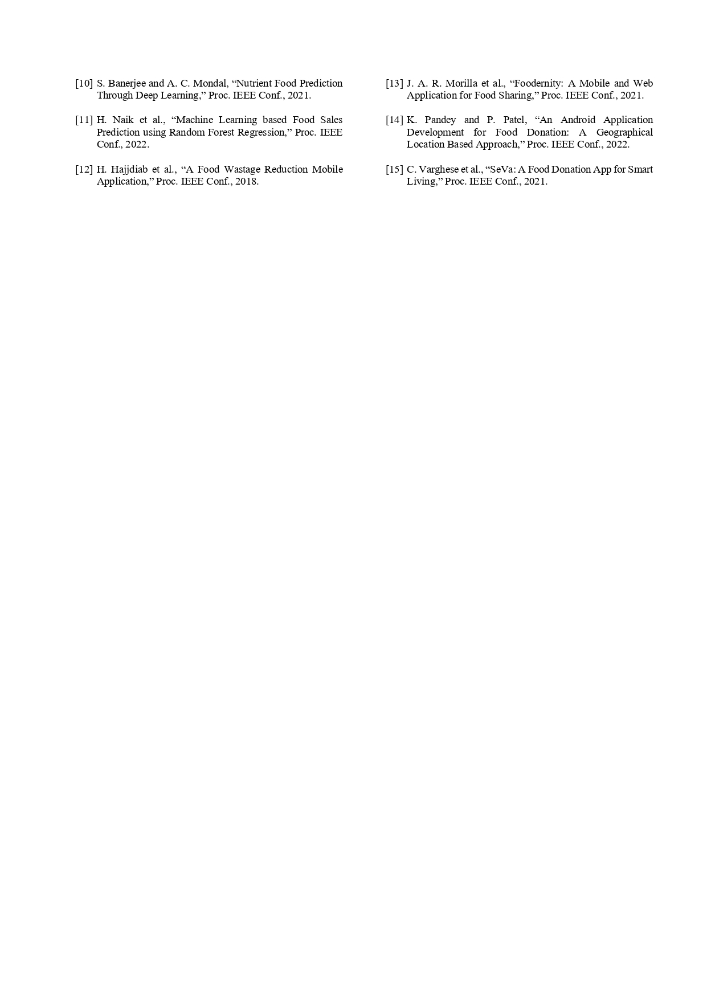 [10] S. Banerjee and A. C. Mondal, “Nutrient Food Prediction
Through Deep Learning,” Proc. IEEE Conf., 2021.
[11] H. Naik et al., “Machine Learning based Food Sales
Prediction using Random Forest Regression,” Proc. IEEE
Conf., 2022.
[12] H. Hajjdiab et al., “A Food Wastage Reduction Mobile
Application,” Proc. IEEE Conf., 2018.
[13] J. A. R. Morilla et al., “Foodernity: A Mobile and Web
Application for Food Sharing,” Proc. IEEE Conf., 2021.
[14] K. Pandey and P. Patel, “An Android Application
Development for Food Donation: A Geographical
Location Based Approach,” Proc. IEEE Conf., 2022.
[15] C. Varghese et al., “SeVa: A Food Donation App for Smart
Living,” Proc. IEEE Conf., 2021.